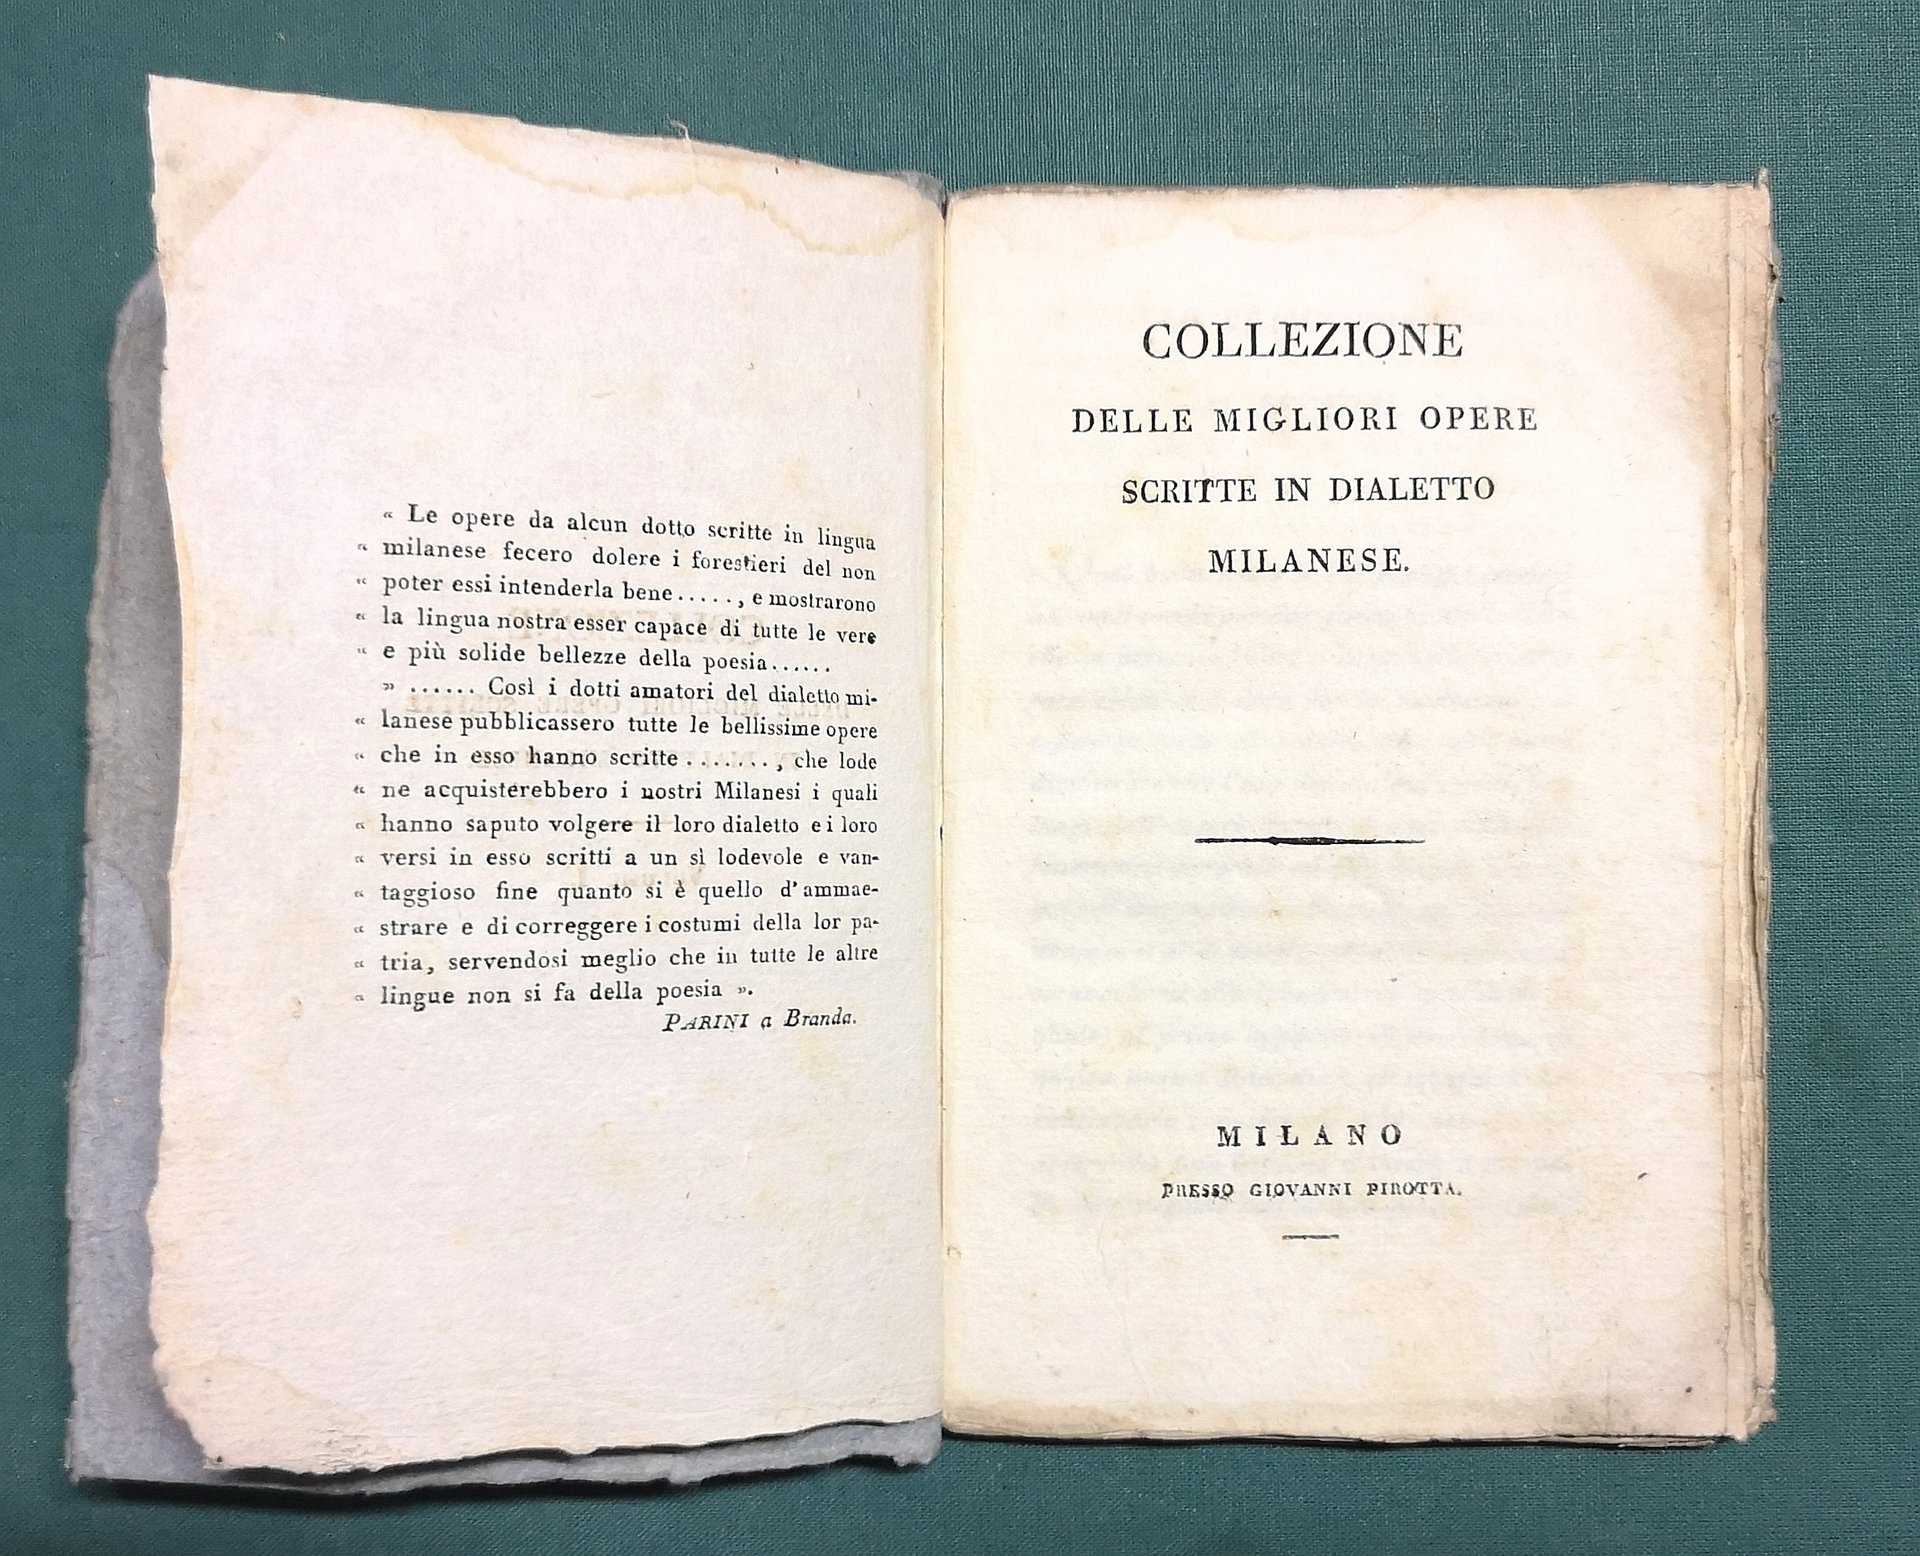 « Le opere da alcun dotto scritte in lingua
« milanese fecero dolere i forestieri del non
« poter essi intenderla bene ....., e mostrarono
« la lingua nostra esser capace di tutte le vere
« e più solide bellezze della poesia......
» ...... Così i dotti amatori del dialetto mi-
« lanese pubblicassero tutte le bellissime opere
« che in esso hanno scritte ......., che lode
« ne acquisterebbero i nostri Milanesi i quali
« hanno saputo volgere il loro dialetto e i loro
« versi in esso scritti a un sì lodevole e van-
« taggioso fine quanto si è quello d'ammae-
« strare e di correggere i costumi della lor pa-
« tria, servendosi meglio che in tutte le altre
« lingue non si fa della poesia ».
PARINI a Branda.
COLLEZIONE
DELLE MIGLIORI OPERE
SCRITTE IN DIALETTO
MILANESE.
MILANO
PRESSO GIOVANNI PIROTTA.